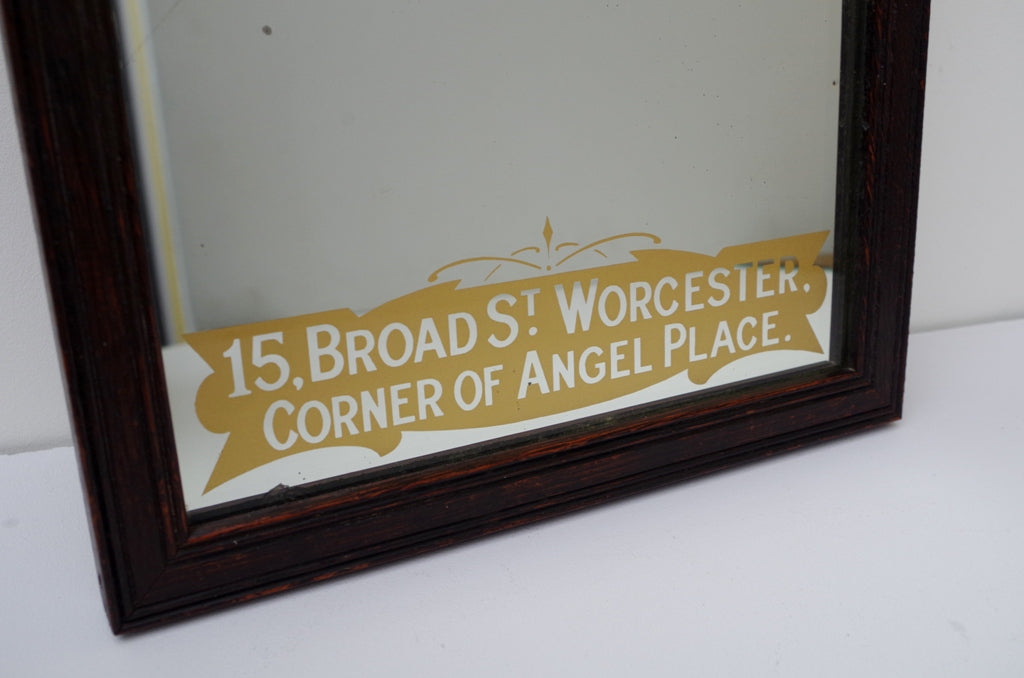 15, BROAD ST. WORCESTER.
CORNER OF ANGEL PLACE.